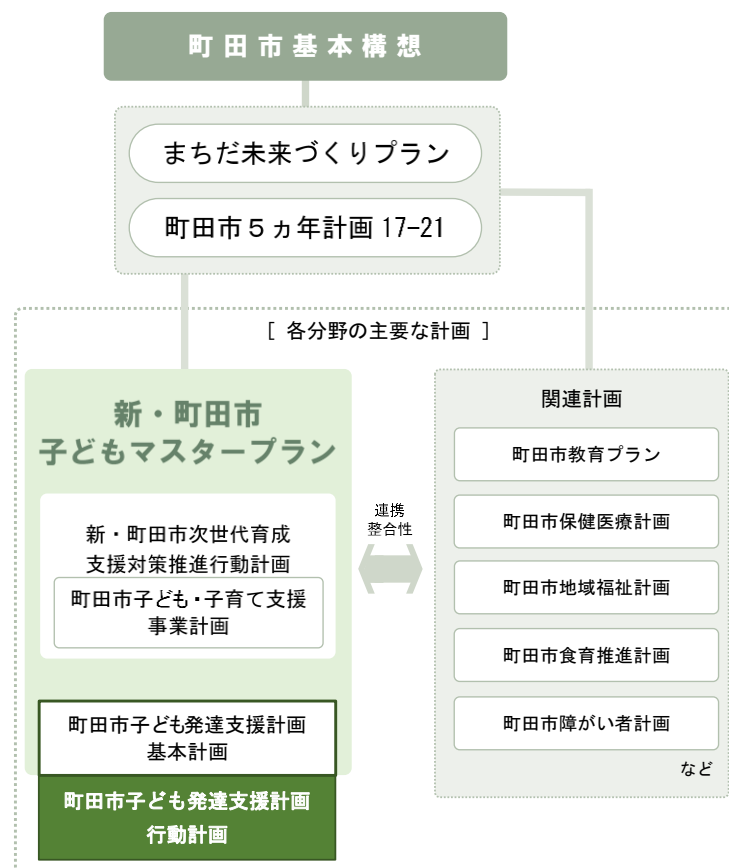 町田市基本構想
まちだ未来づくりプラン
町田市５ヵ年計画 17-21
[ 各分野の主要な計画 ]
新・町田市
子どもマスタープラン
新・町田市次世代育成
支援対策推進行動計画
町田市子ども・子育て支援
事業計画
町田市子ども発達支援計画
基本計画
町田市子ども発達支援計画
行動計画
連携
整合性
関連計画
町田市教育プラン
町田市保健医療計画
町田市地域福祉計画
町田市食育推進計画
町田市障がい者計画
など